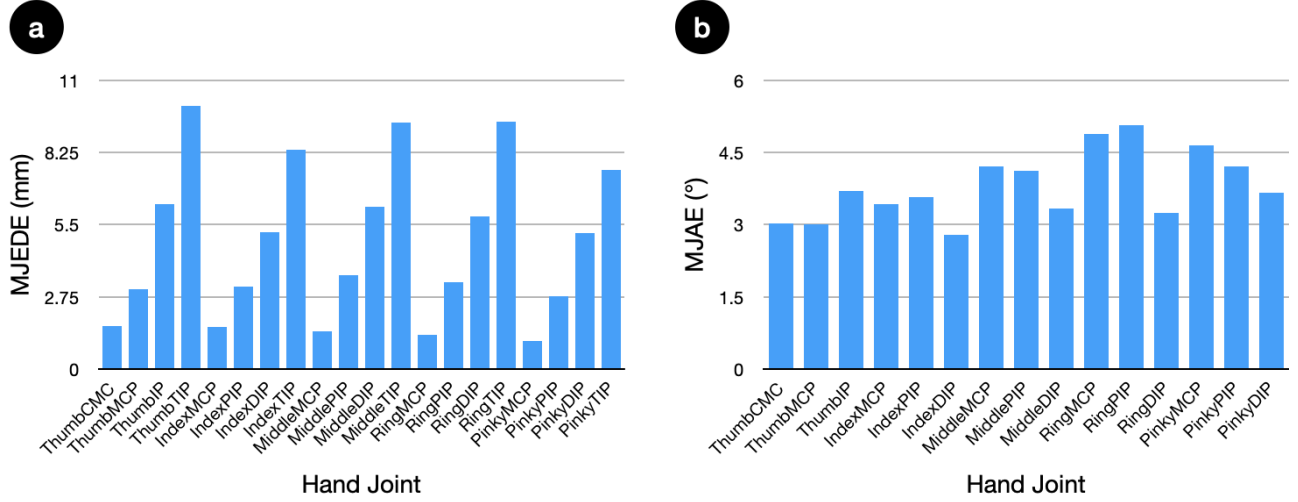 a
11
8.25
5.5
2.75
0
MJEDE (mm)
ThumbCMC
ThumbMCP
ThumbIP
ThumbTIP
IndexMCP
IndexPIP
IndexDIP
IndexTIP
MiddleMCP
MiddlePIP
MiddleDIP
MiddleTIP
RingMCP
RingPIP
RingDIP
RingTIP
PinkyMCP
PinkyPIP
PinkyDIP
PinkyTIP
Hand Joint
b
6
4.5
3
1.5
0
MJAE (°)
ThumbCMC
ThumbMCP
ThumbIP
IndexMCP
IndexPIP
IndexDIP
MiddleMCP
MiddlePIP
MiddleDIP
RingMCP
RingPIP
RingDIP
PinkyMCP
PinkyPIP
PinkyDIP
Hand Joint